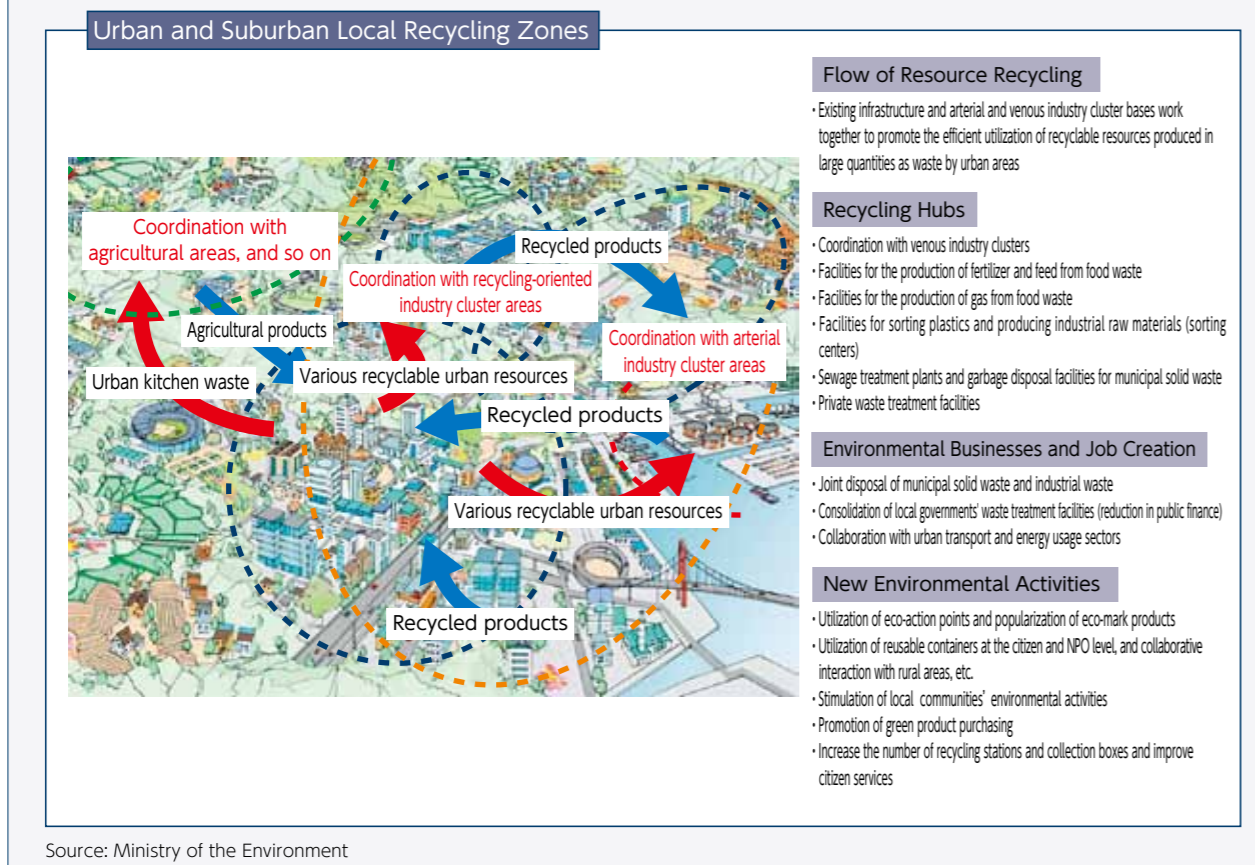 Urban and Suburban Local Recycling Zones
Coordination with
agricultural areas, and so on
Recycled products
Coordination with recycling-oriented
industry cluster areas
Agricultural products
Coordination with arterial
industry cluster areas
Urban kitchen waste
Various recyclable urban resources
Recycled products
Various recyclable urban resources
Recycled products
Flow of Resource Recycling
・Existing infrastructure and arterial and venous industry cluster bases work
together to promote the efficient utilization of recyclable resources produced in
large quantities as waste by urban areas
Recycling Hubs
・Coordination with venous industry clusters
・Facilities for the production of fertilizer and feed from food waste
・Facilities for the production of gas from food waste
・Facilities for sorting plastics and producing industrial raw materials (sorting
centers)
・Sewage treatment plants and garbage disposal facilities for municipal solid waste
・Private waste treatment facilities
Environmental Businesses and Job Creation
・Joint disposal of municipal solid waste and industrial waste
・Consolidation of local governments' waste treatment facilities (reduction in public finance)
・Collaboration with urban transport and energy usage sectors
New Environmental Activities
・Utilization of eco-action points and popularization of eco-mark products
・Utilization of reusable containers at the citizen and NPO level, and collaborative
interaction with rural areas, etc.
・Stimulation of local communities' environmental activities
・Promotion of green product purchasing
・Increase the number of recycling stations and collection boxes and improve
citizen services
Source: Ministry of the Environment